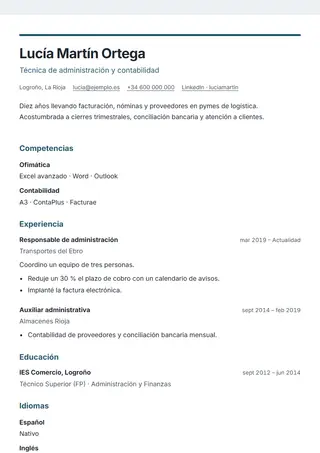 Lucía Martín Ortega
Técnica de administración y contabilidad
Logroño, La Rioja lucia@ejemplo.es +34 600 000 000 LinkedIn · luciamartin
Diez años llevando facturación, nóminas y proveedores en pymes de logística.
Acostumbrada a cierres trimestrales, conciliación bancaria y atención a clientes.
Competencias
Ofimática
Excel avanzado · Word · Outlook
Contabilidad
A3 · ContaPlus · Facturae
Experiencia
Responsable de administración mar 2019 – Actualidad
Transportes del Ebro
Coordino un equipo de tres personas.
• Reduje un 30 % el plazo de cobro con un calendario de avisos.
• Implanté la factura electrónica.
Auxiliar administrativa sept 2014 – feb 2019
Almacenes Rioja
• Contabilidad de proveedores y conciliación bancaria mensual.
Educación
IES Comercio, Logroño sept 2012 – jun 2014
Técnico Superior (FP) · Administración y Finanzas
Idiomas
Español
Nativo
Inglés